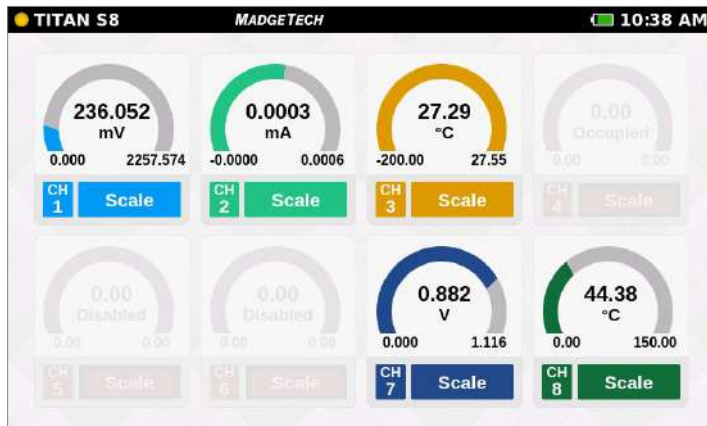 TITAN S8 MADGETECH 10:38 AM
236.052
mV
0.000 2257.574
CH
1
Scale
0.0003
mA
-0.0000 0.0006
CH
2
Scale
27.29
°C
-200.00 27.55
CH
3
Scale
0.00
Occupied
0.00 0.00
CH
4
Scale
0.00
Disabled
0.00 0.00
CH
5
Scale
0.00
Disabled
0.00 0.00
CH
6
Scale
0.882
V
0.000 1.116
CH
7
Scale
44.38
°C
0.00 150.00
CH
8
Scale